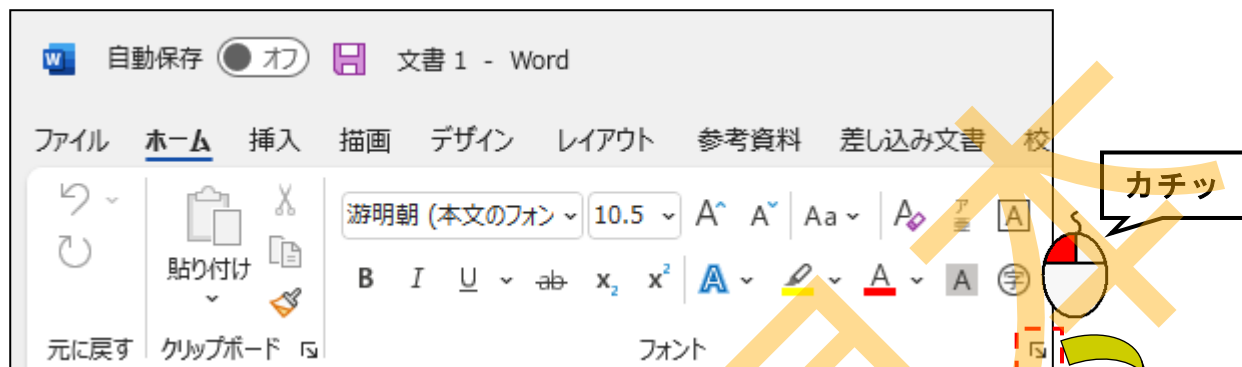 自動保存 オフ 文書 1 - Word
ファイル ホーム 挿入 描画 デザイン レイアウト 参考資料 差し込み文書 校
カチッ
游明朝 (本文のフォン 10.5 A A Aa A ア亜 A
貼り付け
B I U ab x₂ x² A A A 字
元に戻す クリップボード フォント